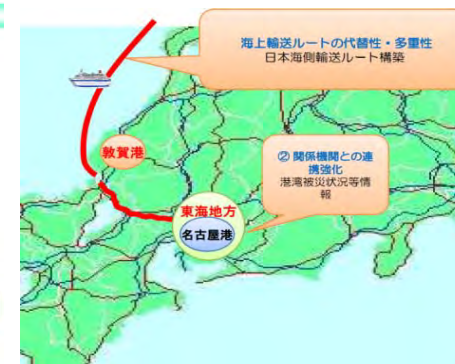 海上輸送ルートの代替性・多重性
日本海側輸送ルート構築
敦賀港
② 関係機関との連
携強化
港湾被災状況等情
報
東海地方
名古屋港